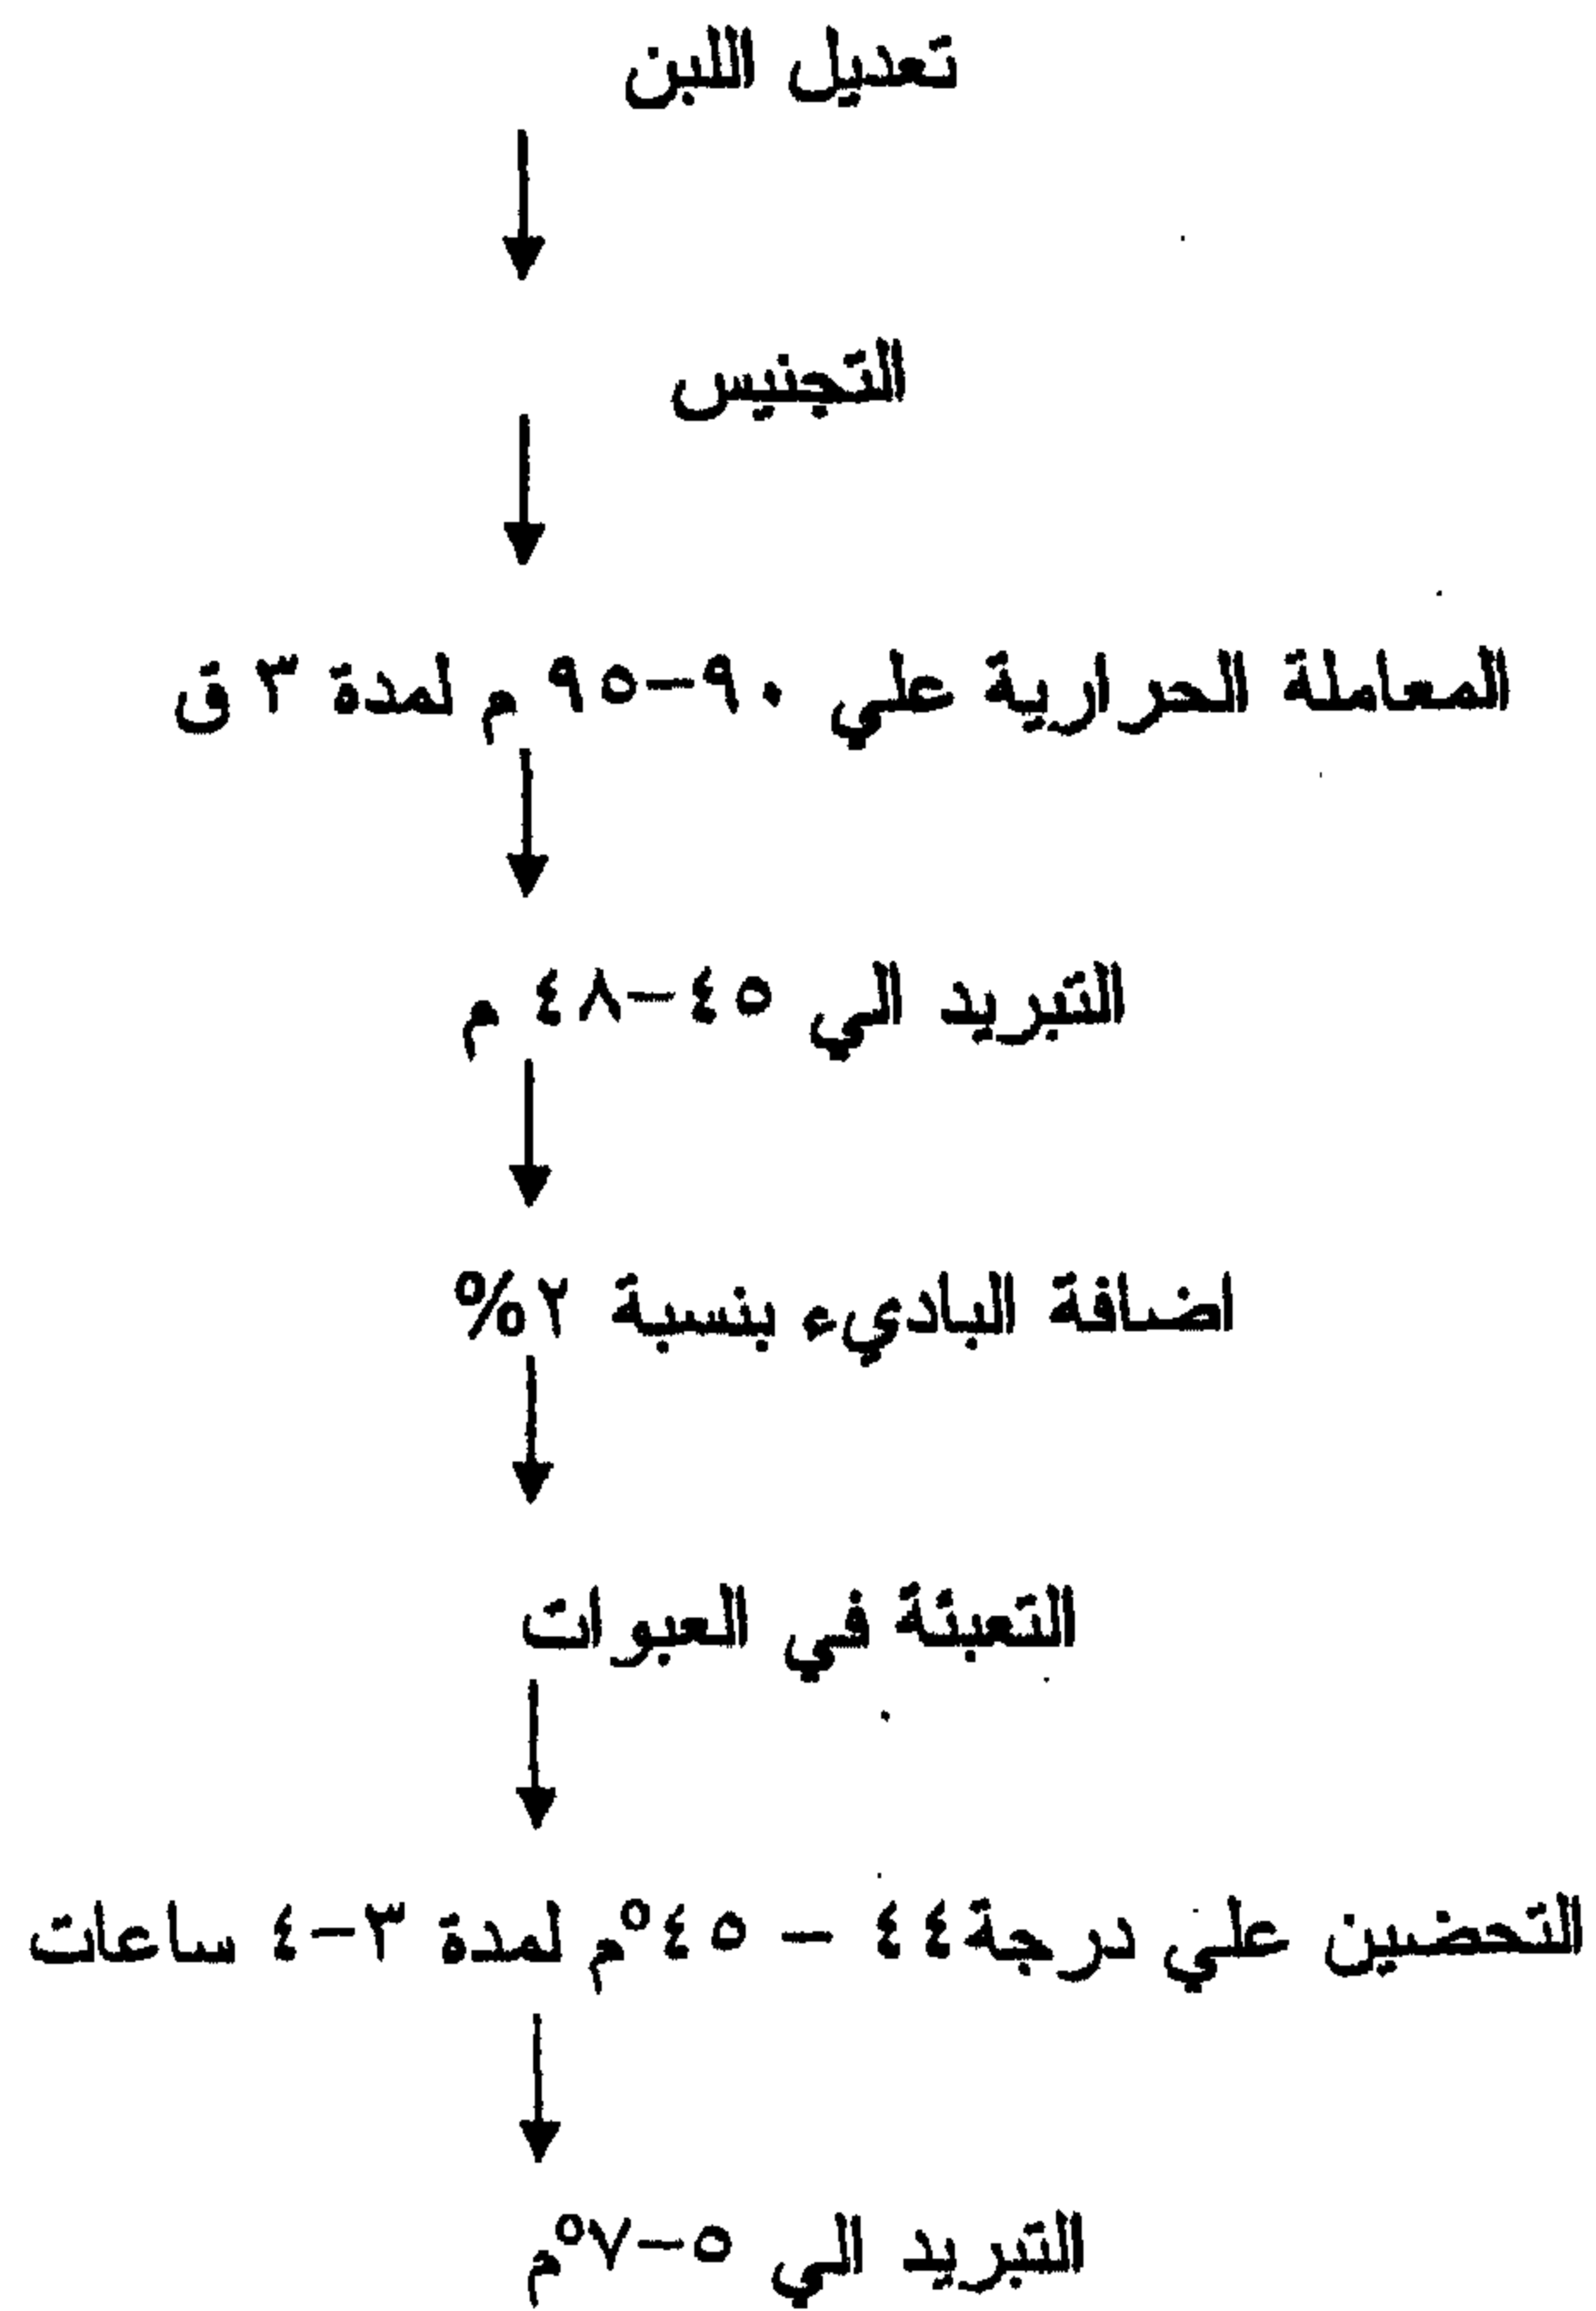 تعديل اللبن
التجنيس
المعاملة الحرارية علي ٩٠-٩٥ م لمدة ٣ ق
التبريد الي ٤٥-٤٨ م
اضافة الباديء بنسبة ٢%
التعبئة في العبوات
التحضين علي درجة ٤٤ - ٤٥°م لمدة ٣-٤ ساعات
التبريد الي ٥-٧°م